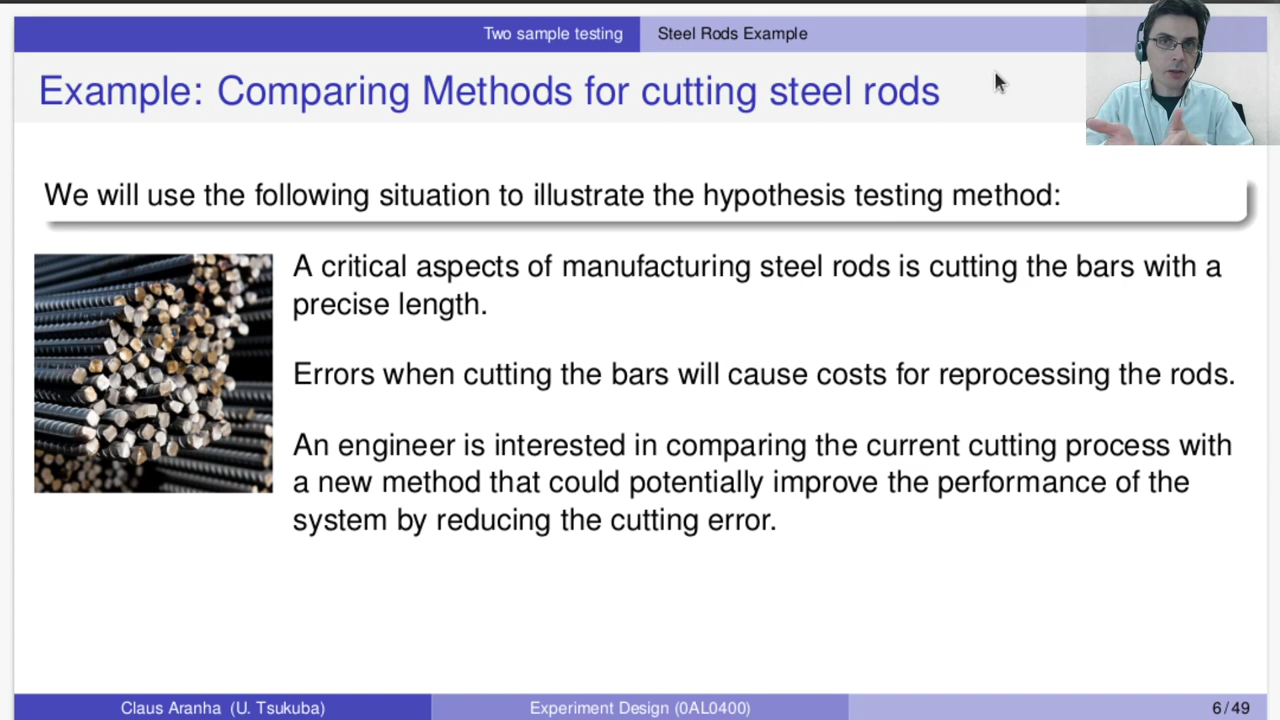 Two sample testing Steel Rods Example
Example: Comparing Methods for cutting steel rods
We will use the following situation to illustrate the hypothesis testing method:
A critical aspects of manufacturing steel rods is cutting the bars with a
precise length.
Errors when cutting the bars will cause costs for reprocessing the rods.
An engineer is interested in comparing the current cutting process with
a new method that could potentially improve the performance of the
system by reducing the cutting error.
Claus Aranha (U. Tsukuba) Experiment Design (0AL0400) 6/49